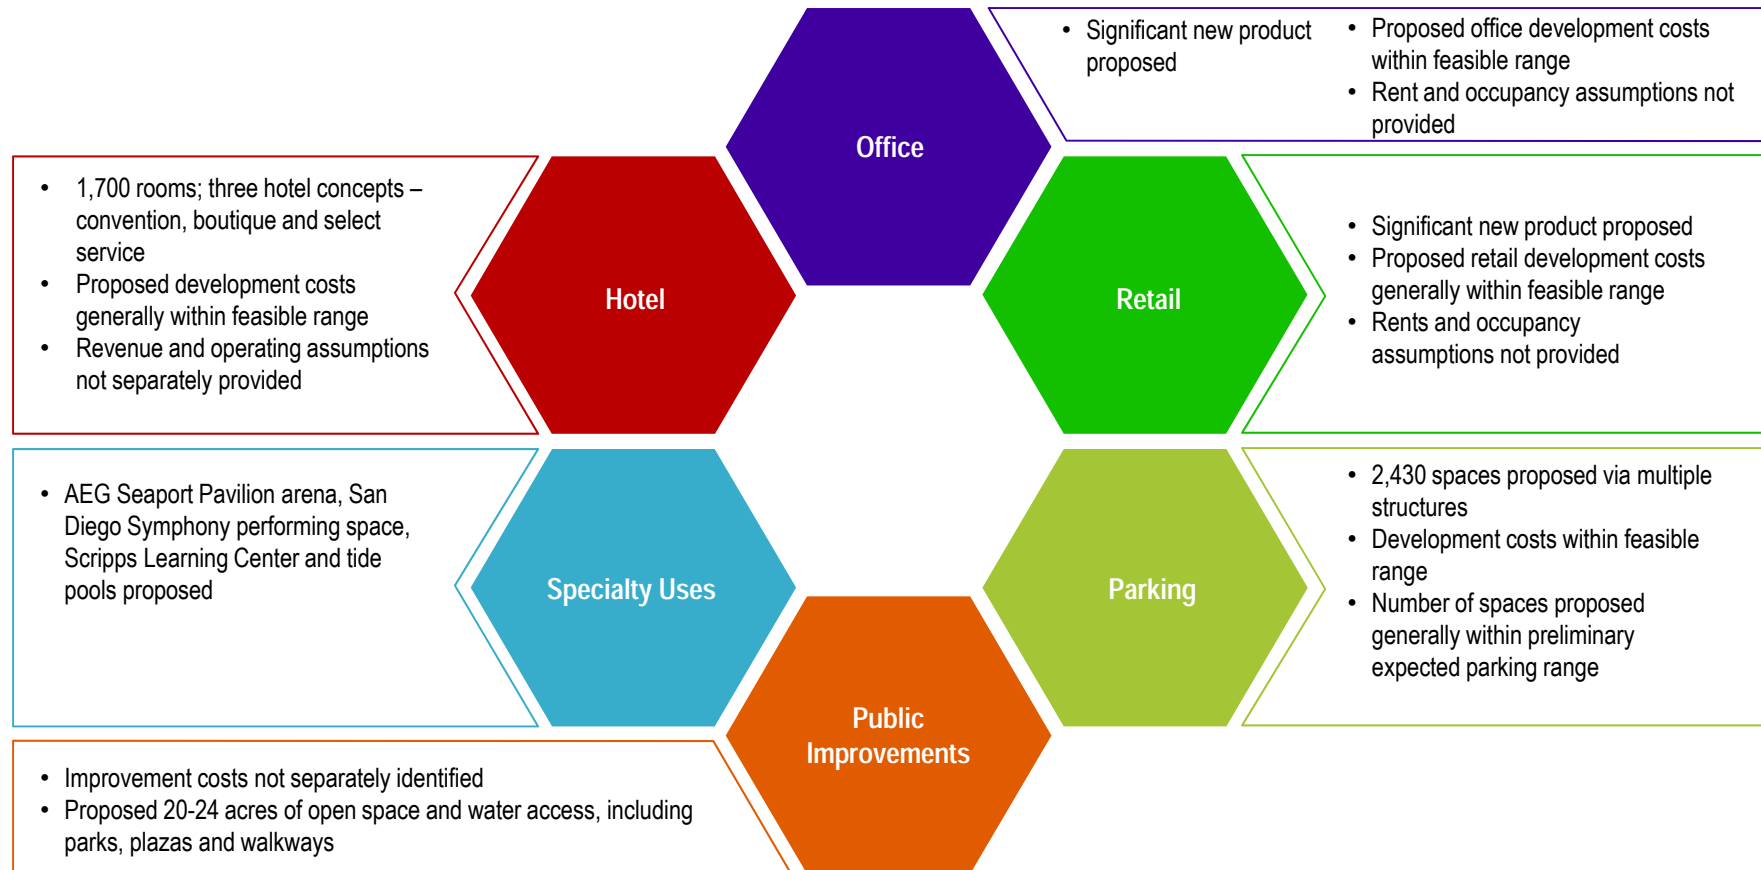 • Significant new product
proposed
• Proposed office development costs
within feasible range
• Rent and occupancy assumptions not
provided
Office
• 1,700 rooms; three hotel concepts –
convention, boutique and select
service
• Proposed development costs
generally within feasible range
• Revenue and operating assumptions
not separately provided
Hotel
Retail
• Significant new product proposed
• Proposed retail development costs
generally within feasible range
• Rents and occupancy
assumptions not provided
• AEG Seaport Pavilion arena, San
Diego Symphony performing space,
Scripps Learning Center and tide
pools proposed
Specialty Uses
Parking
• 2,430 spaces proposed via multiple
structures
• Development costs within feasible
range
• Number of spaces proposed
generally within preliminary
expected parking range
Public
Improvements
• Improvement costs not separately identified
• Proposed 20-24 acres of open space and water access, including
parks, plazas and walkways